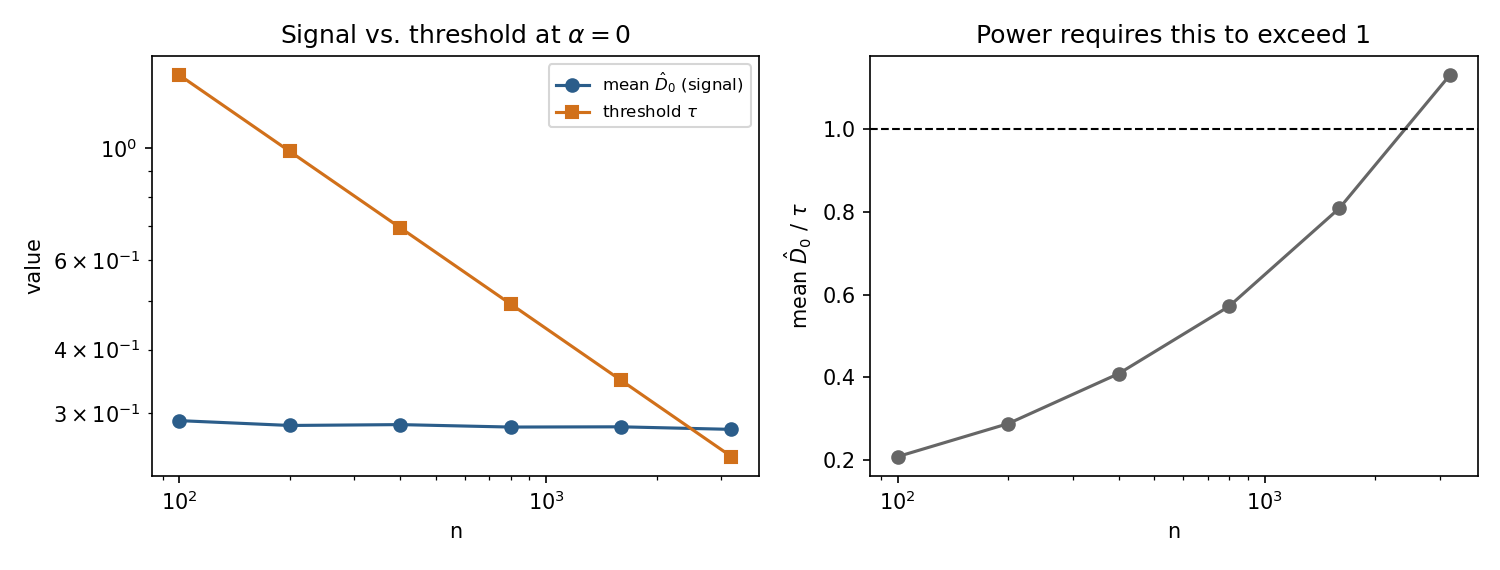 Signal vs. threshold at α = 0
mean D̂₀ (signal)
threshold τ
10⁰
6 × 10⁻¹
4 × 10⁻¹
3 × 10⁻¹
value
10²
10³
n
Power requires this to exceed 1
1.0
0.8
0.6
0.4
0.2
mean D̂₀ / τ
10²
10³
n